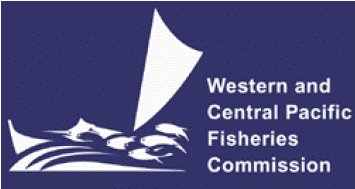 Western and
Central Pacific
Fisheries
Commission